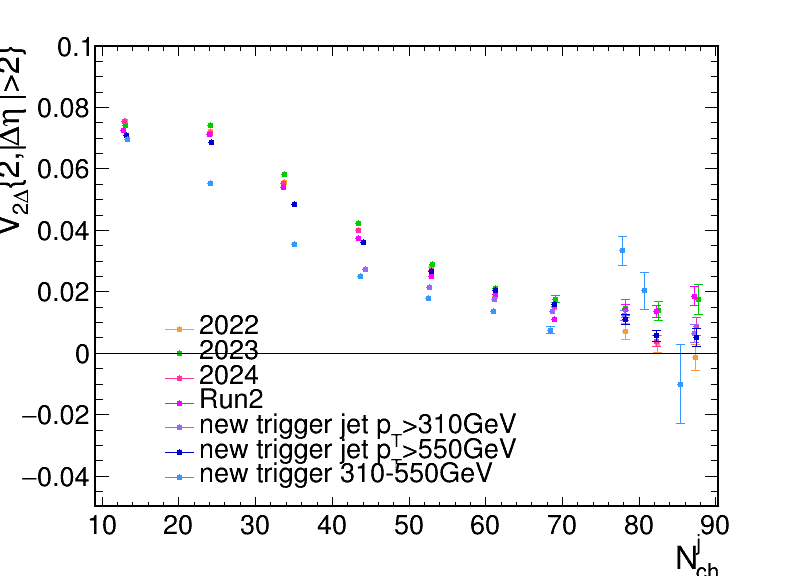 V2Δ{2,|Δη|>2}
0.1
0.08
0.06
0.04
0.02
0
−0.02
−0.04
2022
2023
2024
Run2
new trigger jet pT>310GeV
new trigger jet pT>550GeV
new trigger 310-550GeV
10 20 30 40 50 60 70 80 90
N^j_ch